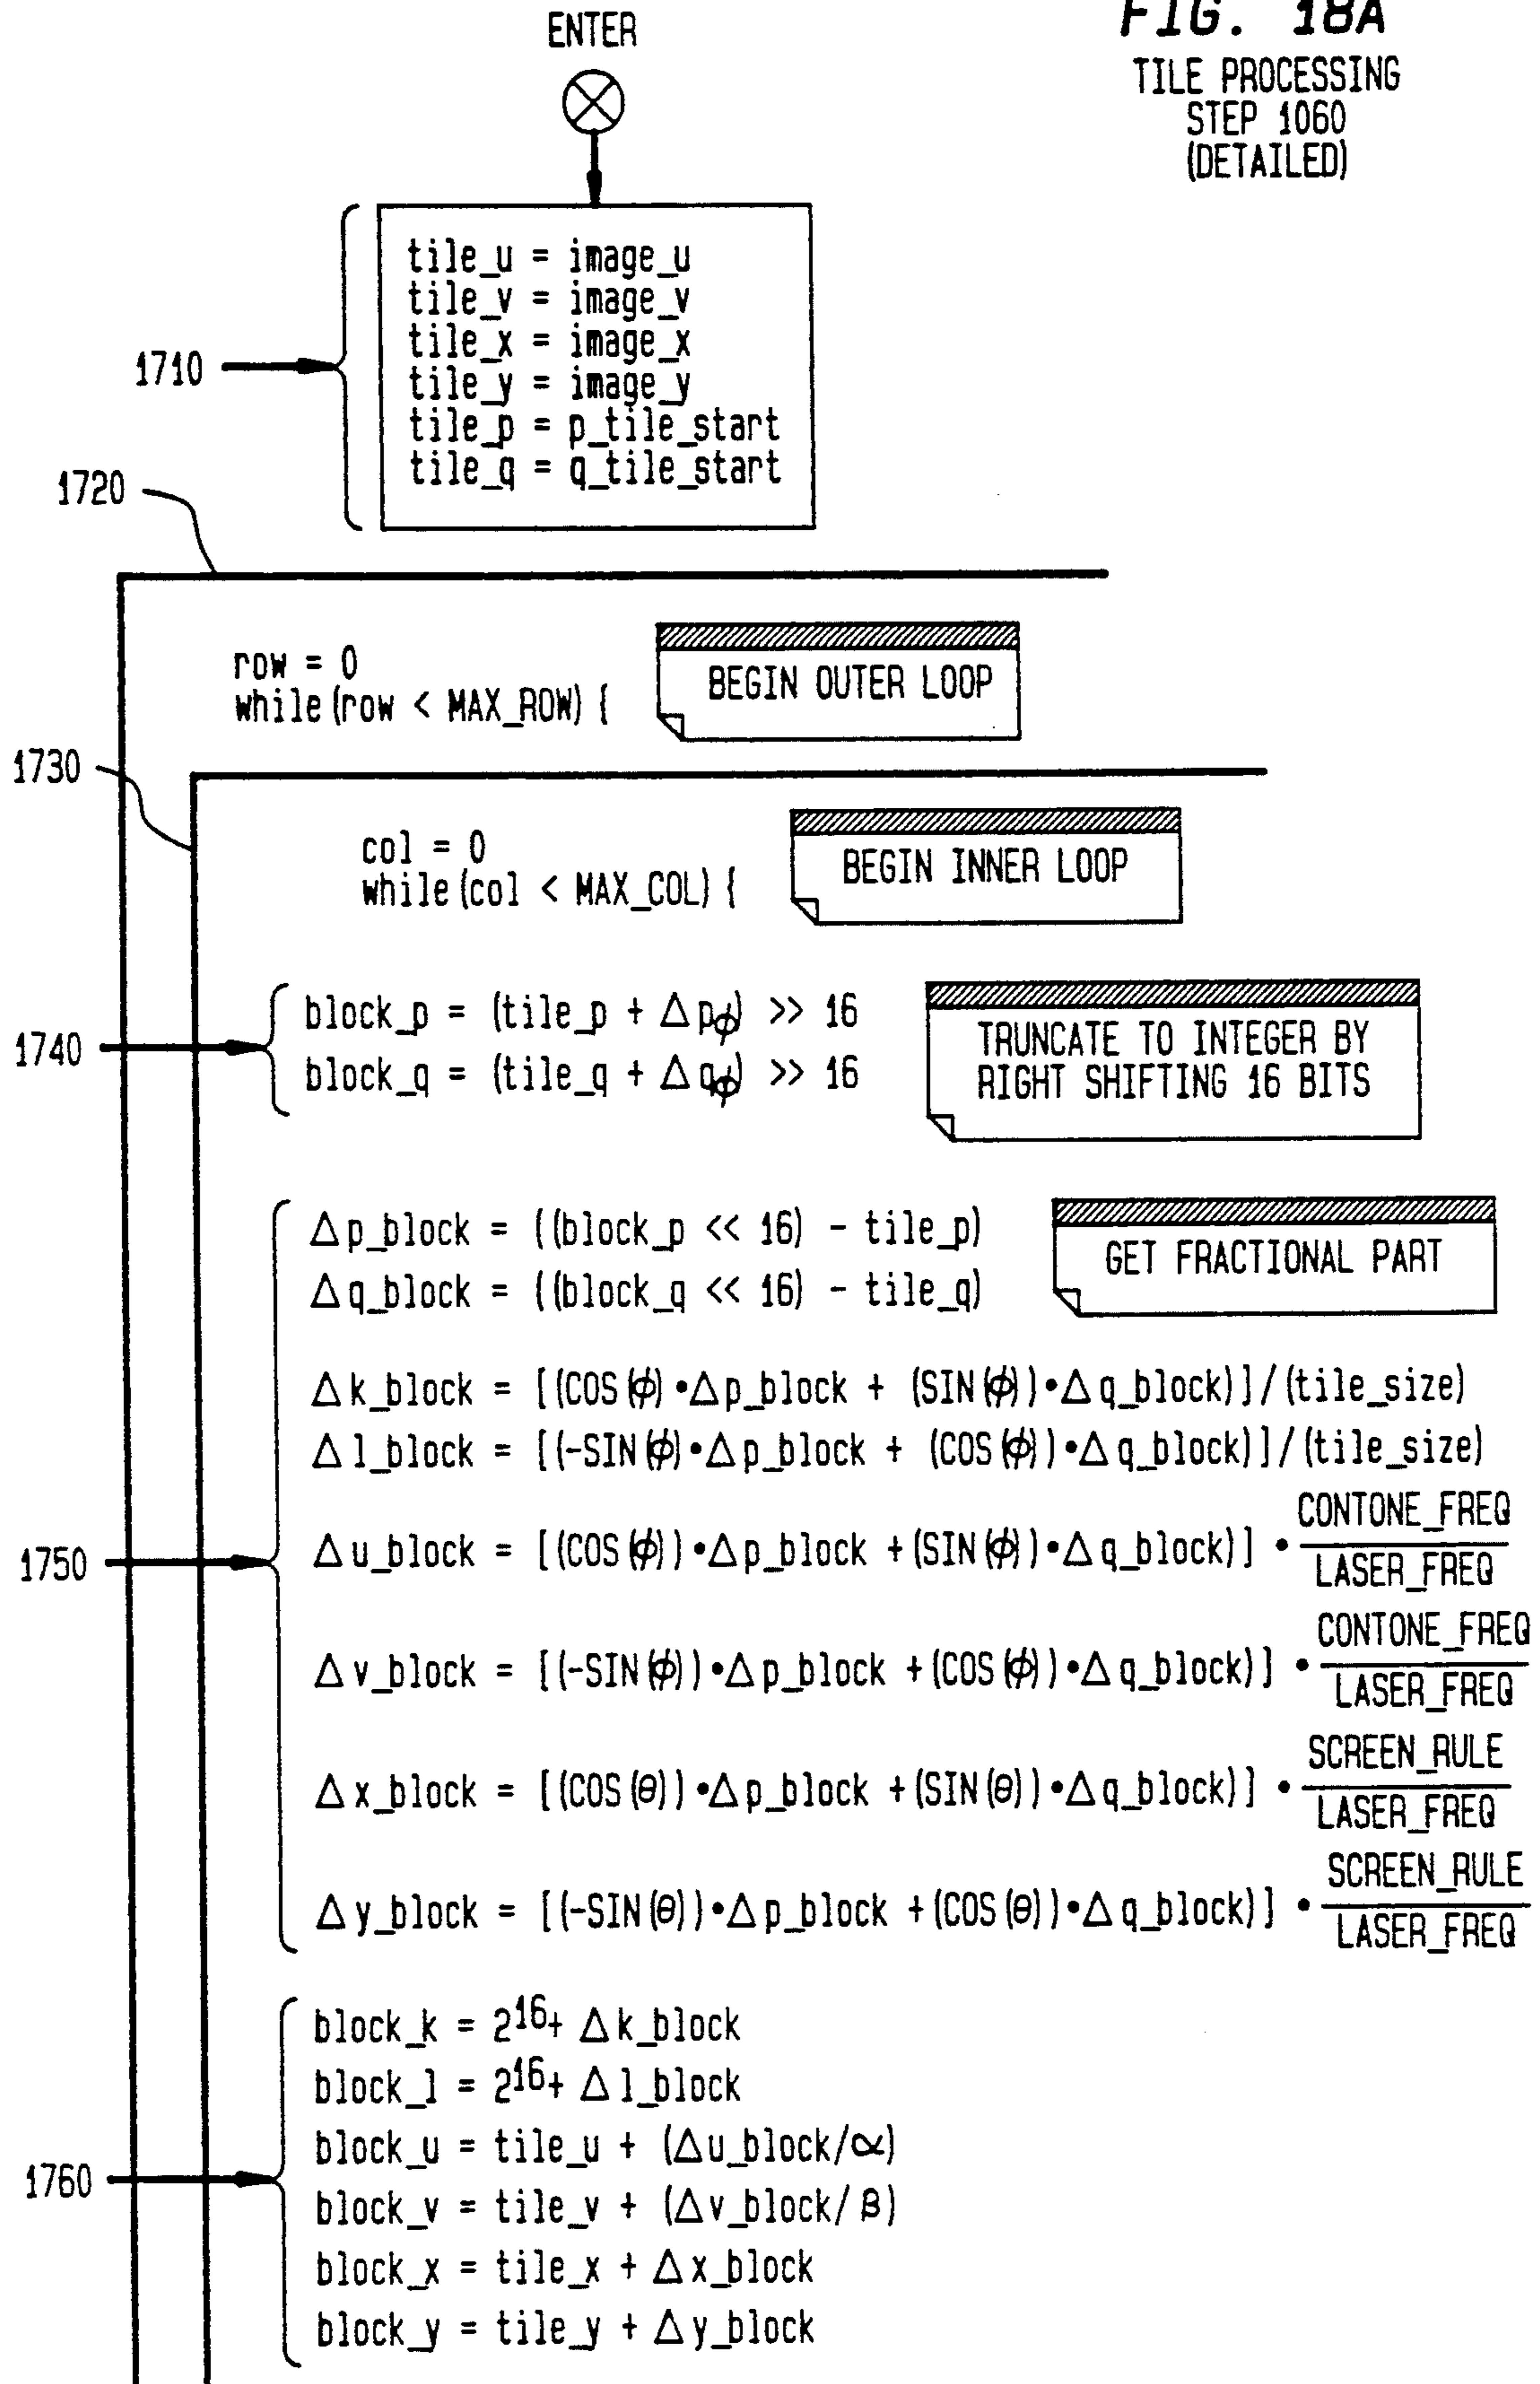 ENTER
FIG. 18A
TILE PROCESSING
STEP 1060
(DETAILED)
tile_u = image_u
tile_v = image_v
tile_x = image_x
tile_y = image_y
tile_p = p_tile_start
tile_q = q_tile_start
1710
1720
row = 0
while(row < MAX_ROW) {
BEGIN OUTER LOOP
1730
col = 0
while(col < MAX_COL) {
BEGIN INNER LOOP
1740
block_p = (tile_p + Δpϕ) >> 16
block_q = (tile_q + Δqϕ) >> 16
TRUNCATE TO INTEGER BY
RIGHT SHIFTING 16 BITS
Δp_block = ((block_p << 16) - tile_p)
Δq_block = ((block_q << 16) - tile_q)
GET FRACTIONAL PART
Δk_block = [(COS(ϕ)•Δp_block + (SIN(ϕ))•Δq_block)]/(tile_size)
Δl_block = [(-SIN(ϕ)•Δp_block + (COS(ϕ))•Δq_block)]/(tile_size)
1750
Δu_block = [(COS(ϕ))•Δp_block +(SIN(ϕ))•Δq_block)] • CONTONE_FREQ
LASER_FREQ
Δv_block = [(-SIN(ϕ))•Δp_block +(COS(ϕ))•Δq_block)] • CONTONE_FREQ
LASER_FREQ
Δx_block = [(COS(θ))•Δp_block +(SIN(θ))•Δq_block)] • SCREEN_RULE
LASER_FREQ
Δy_block = [(-SIN(θ))•Δp_block +(COS(θ))•Δq_block)] • SCREEN_RULE
LASER_FREQ
1760
block_k = 2¹⁶+ Δk_block
block_l = 2¹⁶+ Δl_block
block_u = tile_u + (Δu_block/α)
block_v = tile_v + (Δv_block/β)
block_x = tile_x + Δx_block
block_y = tile_y + Δy_block